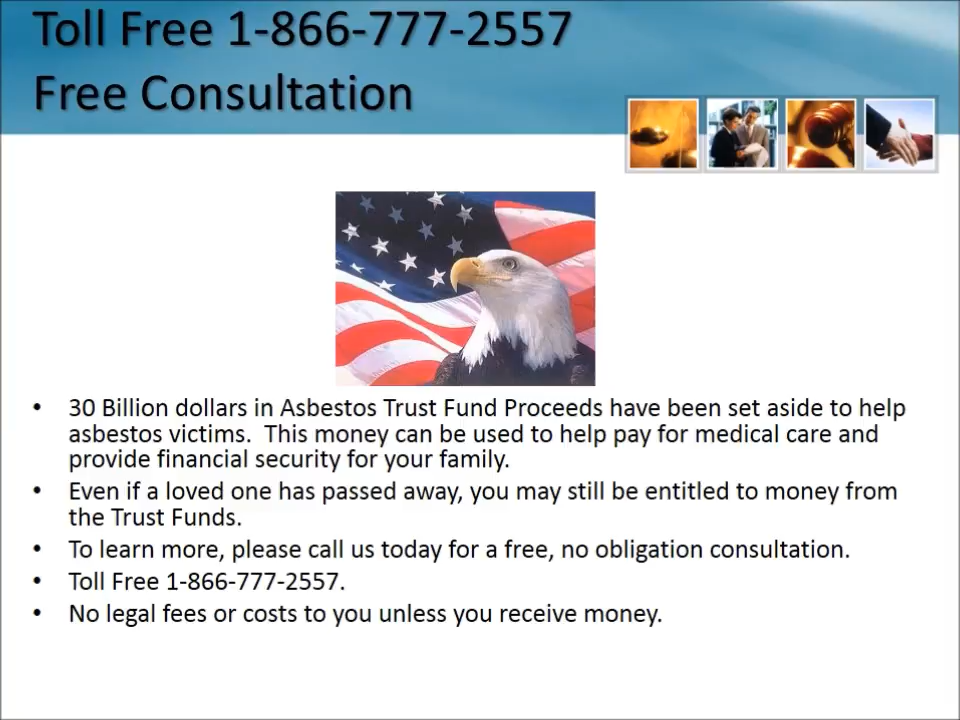 Toll Free 1-866-777-2557
Free Consultation
• 30 Billion dollars in Asbestos Trust Fund Proceeds have been set aside to help
asbestos victims.  This money can be used to help pay for medical care and
provide financial security for your family.
• Even if a loved one has passed away, you may still be entitled to money from
the Trust Funds.
• To learn more, please call us today for a free, no obligation consultation.
• Toll Free 1-866-777-2557.
• No legal fees or costs to you unless you receive money.